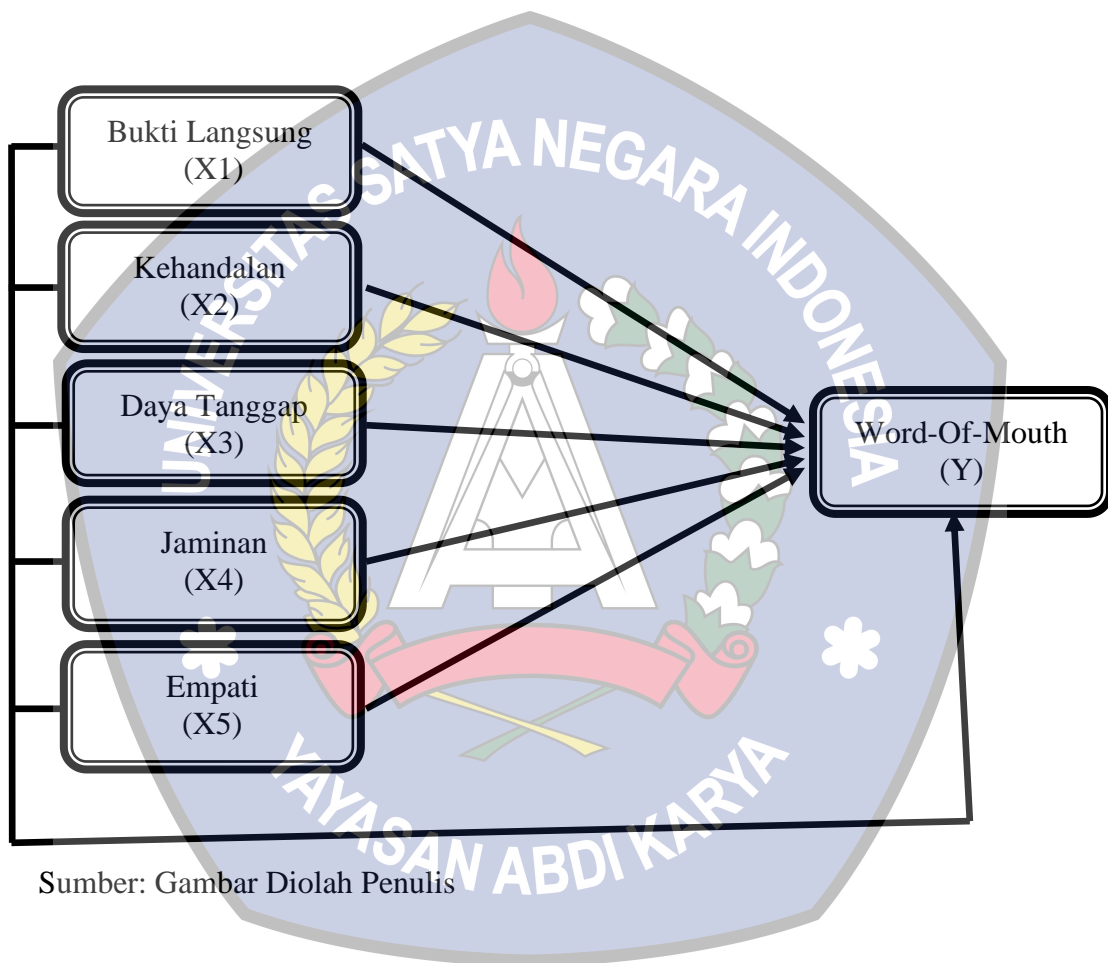 Bukti Langsung
(X1)
Kehandalan
(X2)
Daya Tanggap
(X3)
Jaminan
(X4)
Empati
(X5)
Word-Of-Mouth
(Y)
Sumber: Gambar Diolah Penulis
UNIVERSITAS SATYA NEGARA INDONESIA
YAYASAN ABDI KARYA